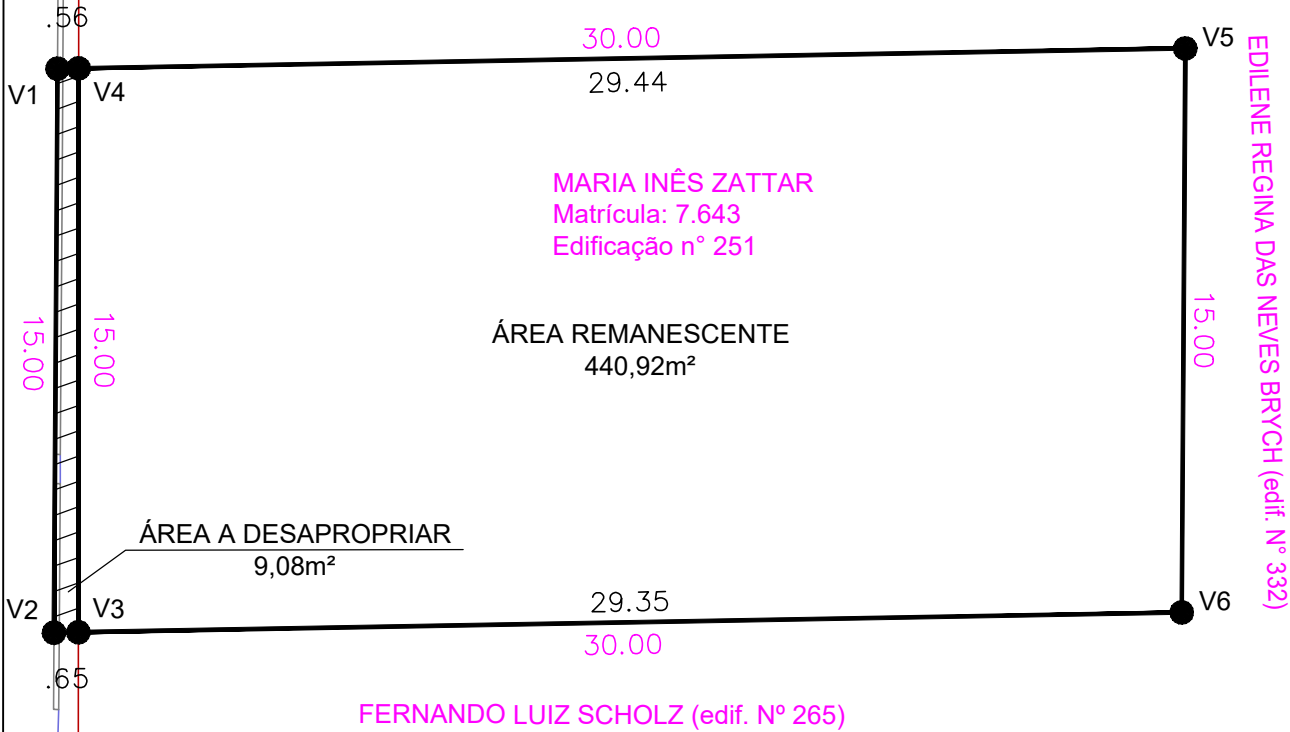 .56
30.00
29.44
V5
V1
V4
MARIA INÊS ZATTAR
Matrícula: 7.643
Edificação n° 251
EDILENE REGINA DAS NEVES BRYCH (edif. N° 332)
15.00
15.00
15.00
ÁREA REMANESCENTE
440,92m²
ÁREA A DESAPROPRIAR
9,08m²
V2
V3
29.35
30.00
V6
.65
FERNANDO LUIZ SCHOLZ (edif. Nº 265)